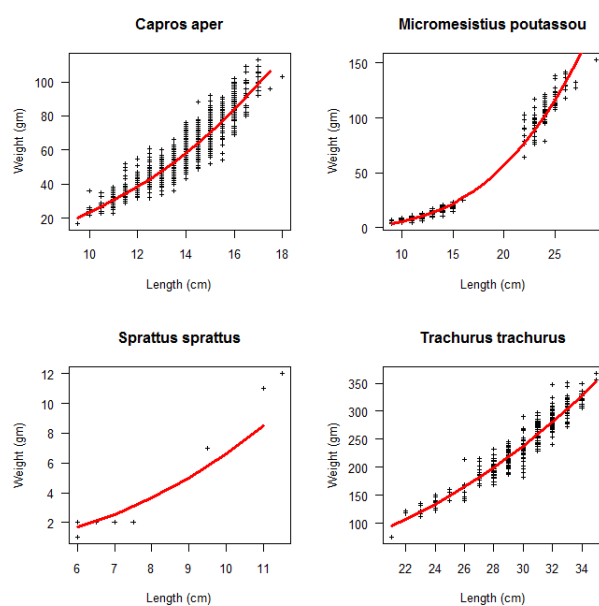 Capros aper
Weight (gm)
100
80
60
40
20
10 12 14 16 18
Length (cm)
Micromesistius poutassou
Weight (gm)
150
100
50
0
10 15 20 25
Length (cm)
Sprattus sprattus
Weight (gm)
12
10
8
6
4
2
6 7 8 9 10 11
Length (cm)
Trachurus trachurus
Weight (gm)
350
300
250
200
150
100
22 24 26 28 30 32 34
Length (cm)